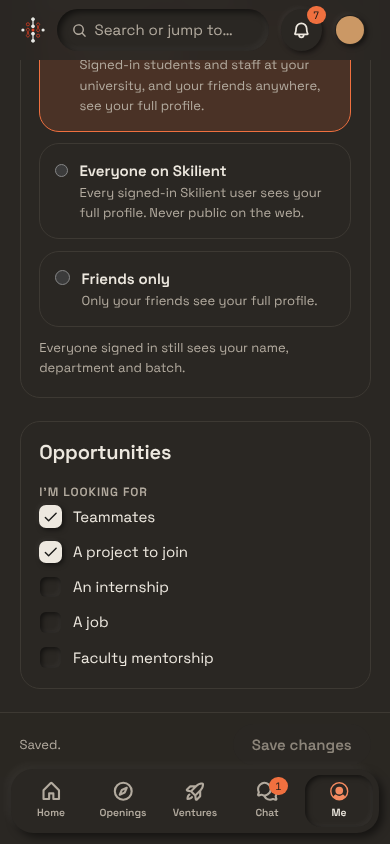 Search or jump to...
7
Signed-in students and staff at your
university, and your friends anywhere,
see your full profile.
Everyone on Skilient
Every signed-in Skilient user sees your
full profile. Never public on the web.
Friends only
Only your friends see your full profile.
Everyone signed in still sees your name,
department and batch.
Opportunities
I'M LOOKING FOR
Teammates
A project to join
An internship
A job
Faculty mentorship
Saved.
Save changes
1
Home
Openings
Ventures
Chat
Me